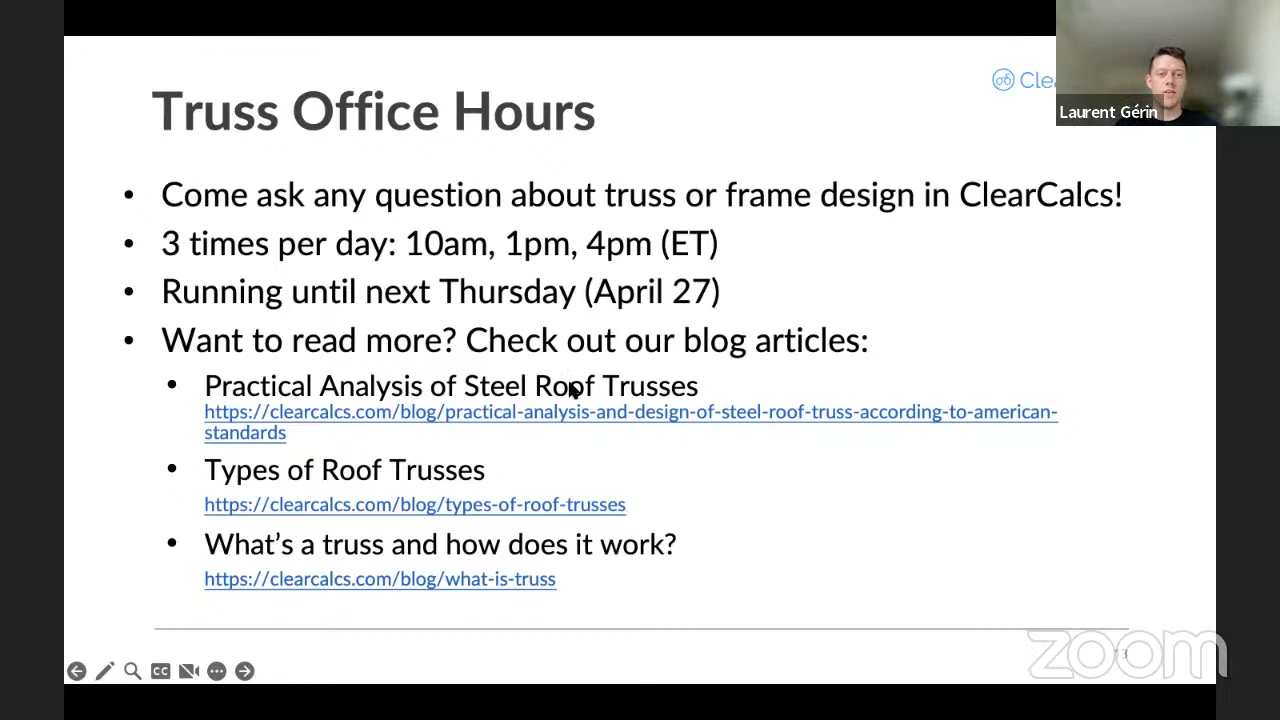 Truss Office Hours
Clea
Laurent Gérin
• Come ask any question about truss or frame design in ClearCalcs!
• 3 times per day: 10am, 1pm, 4pm (ET)
• Running until next Thursday (April 27)
• Want to read more? Check out our blog articles:
• Practical Analysis of Steel Roof Trusses
https://clearcalcs.com/blog/practical-analysis-and-design-of-steel-roof-truss-according-to-american-
standards
• Types of Roof Trusses
https://clearcalcs.com/blog/types-of-roof-trusses
• What’s a truss and how does it work?
https://clearcalcs.com/blog/what-is-truss
CC
zoom
13